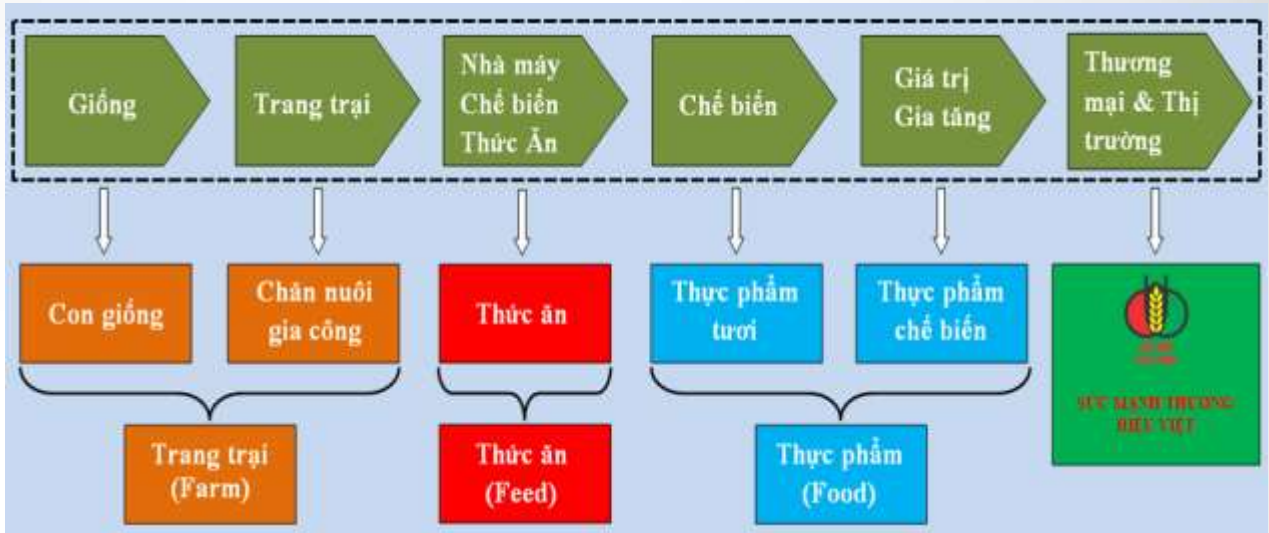 Giống
Trang trại
Nhà máy
Chế biến
Thức Ăn
Chế biến
Giá trị
Gia tăng
Thương
mại & Thị
trường
Con giống
Chăn nuôi
gia công
Thức ăn
Thực phẩm
tươi
Thực phẩm
chế biến
SỨC MẠNH THƯƠNG
HIỆU VIỆT
Trang trại
(Farm)
Thức ăn
(Feed)
Thực phẩm
(Food)